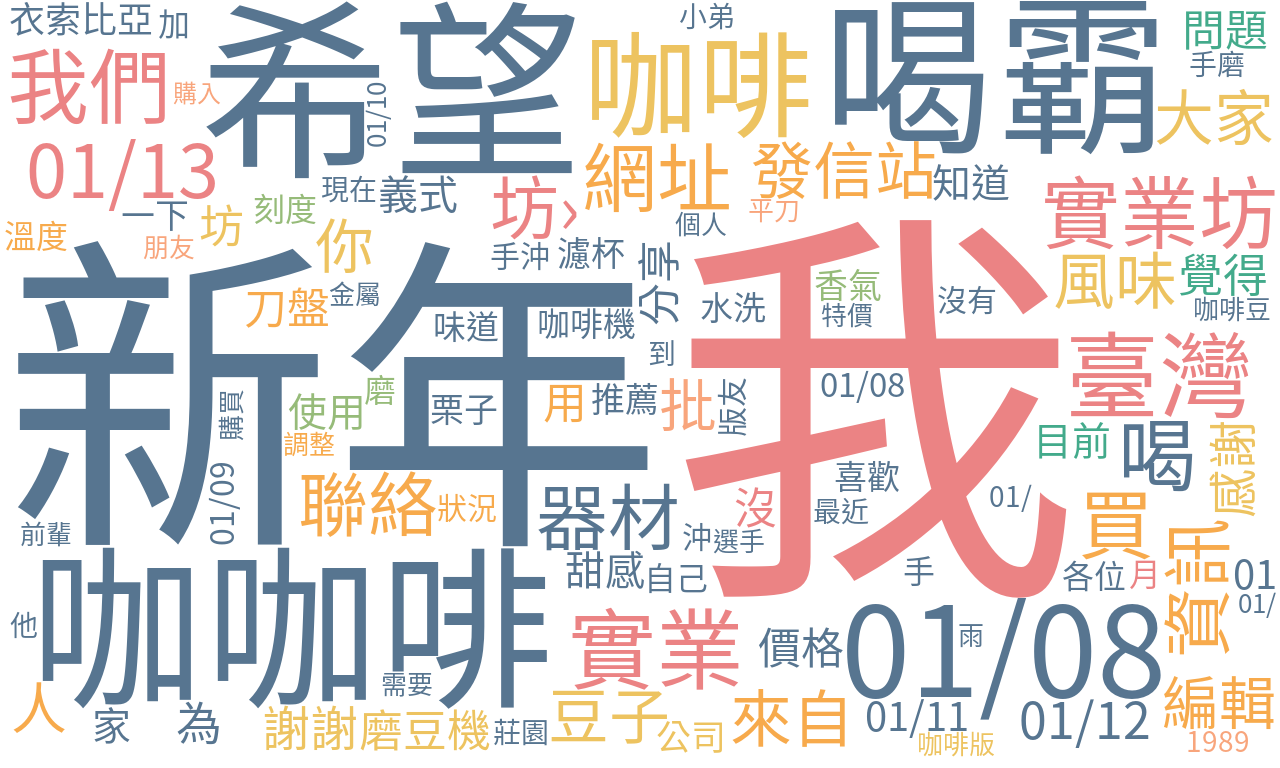 衣索比亞
加
希望
小弟
咖啡
喝霸
問題
手磨
我們
購入
01/10
大家
01/13
網址
發信站
知道
現在
義式
坊›
實業坊
一下
刻度
平刀
個人
溫度
朋友
坊
你
手沖
濾杯
分享
風味
覺得
新年
我
刀盤
金屬
味道
咖啡機
水洗
香氣
特價
沒有
咖啡豆
到
臺灣
購買
使用
磨
栗子
用
推薦
批
版友
01/08
調整
目前
喝
感謝
01/09
聯絡
狀況
器材
沒
喜歡
最近
01/
買
資訊
前輩
沖
選手
甜感
自己
手
各位
月
01
01/
咖咖啡
他
實業
價格
01/08
雨
需要
人
家
為
謝謝
磨豆機
莊園
豆子
公司
來自
01/11
咖啡版
01/12
編輯
1989